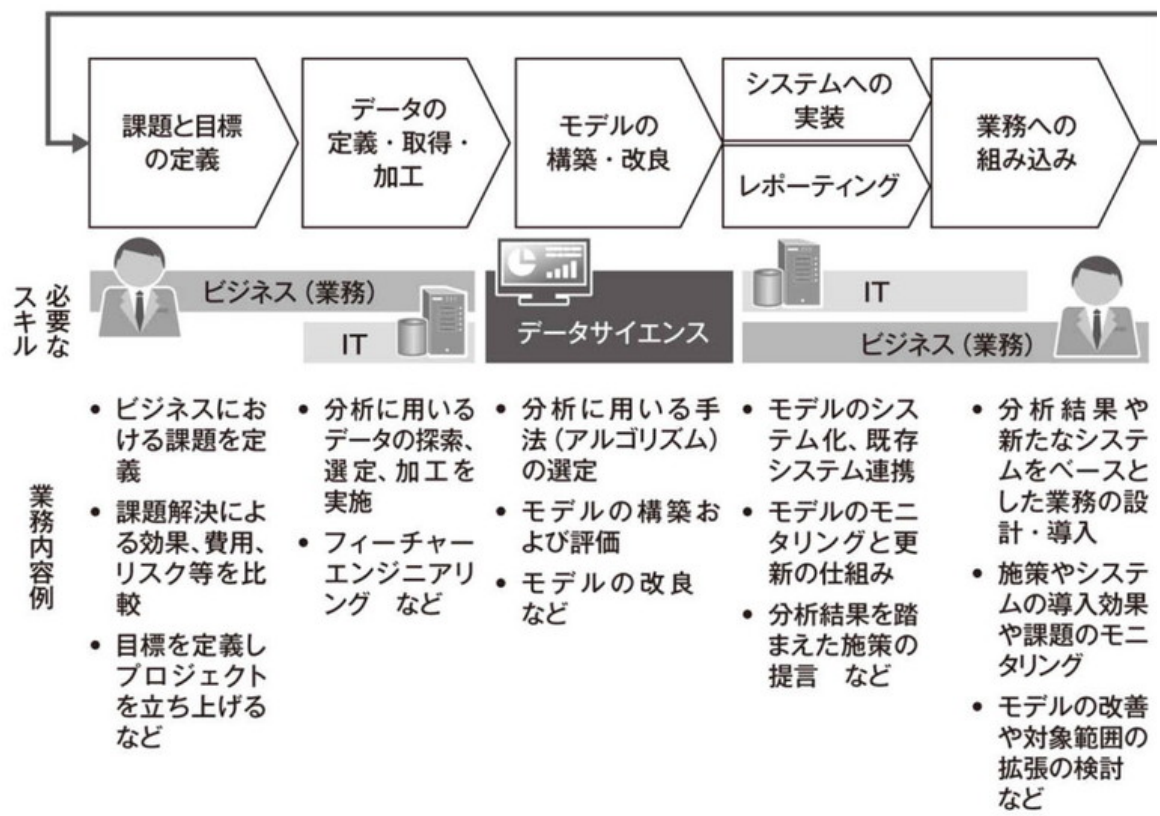 課題と目標
の定義
データの
定義・取得・
加工
モデルの
構築・改良
システムへの
実装
レポーティング
業務への
組み込み
必要な
スキル
ビジネス（業務）
IT
データサイエンス
IT
ビジネス（業務）
業務内容例
• ビジネスにお
ける課題を定
義
• 課題解決によ
る効果、費用、
リスク等を比
較
• 目標を定義し
プロジェクト
を立ち上げる
など
• 分析に用いる
データの探索、
選定、加工を
実施
• フィーチャー
エンジニアリ
ング　など
• 分析に用いる手
法（アルゴリズム）
の選定
• モデルの構築お
よび評価
• モデルの改良
など
• モデルのシス
テム化、既存
システム連携
• モデルのモニ
タリングと更
新の仕組み
• 分析結果を踏
まえた施策の
提言　など
• 分析結果や
新たなシステ
ムをベースと
した業務の設
計・導入
• 施策やシステ
ムの導入効果
や課題のモニ
タリング
• モデルの改善
や対象範囲の
拡張の検討
など